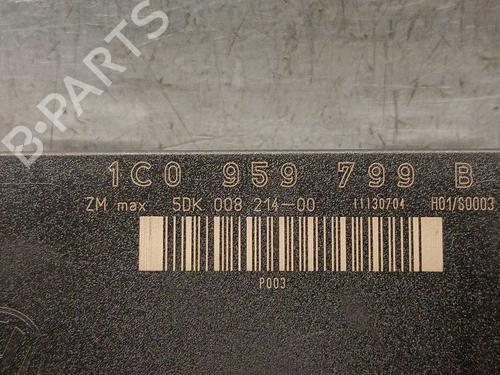 B-PARTS
1C0 959 799 B
ZM max 5DK 008 214-00 11130704 H01/S0003
P003